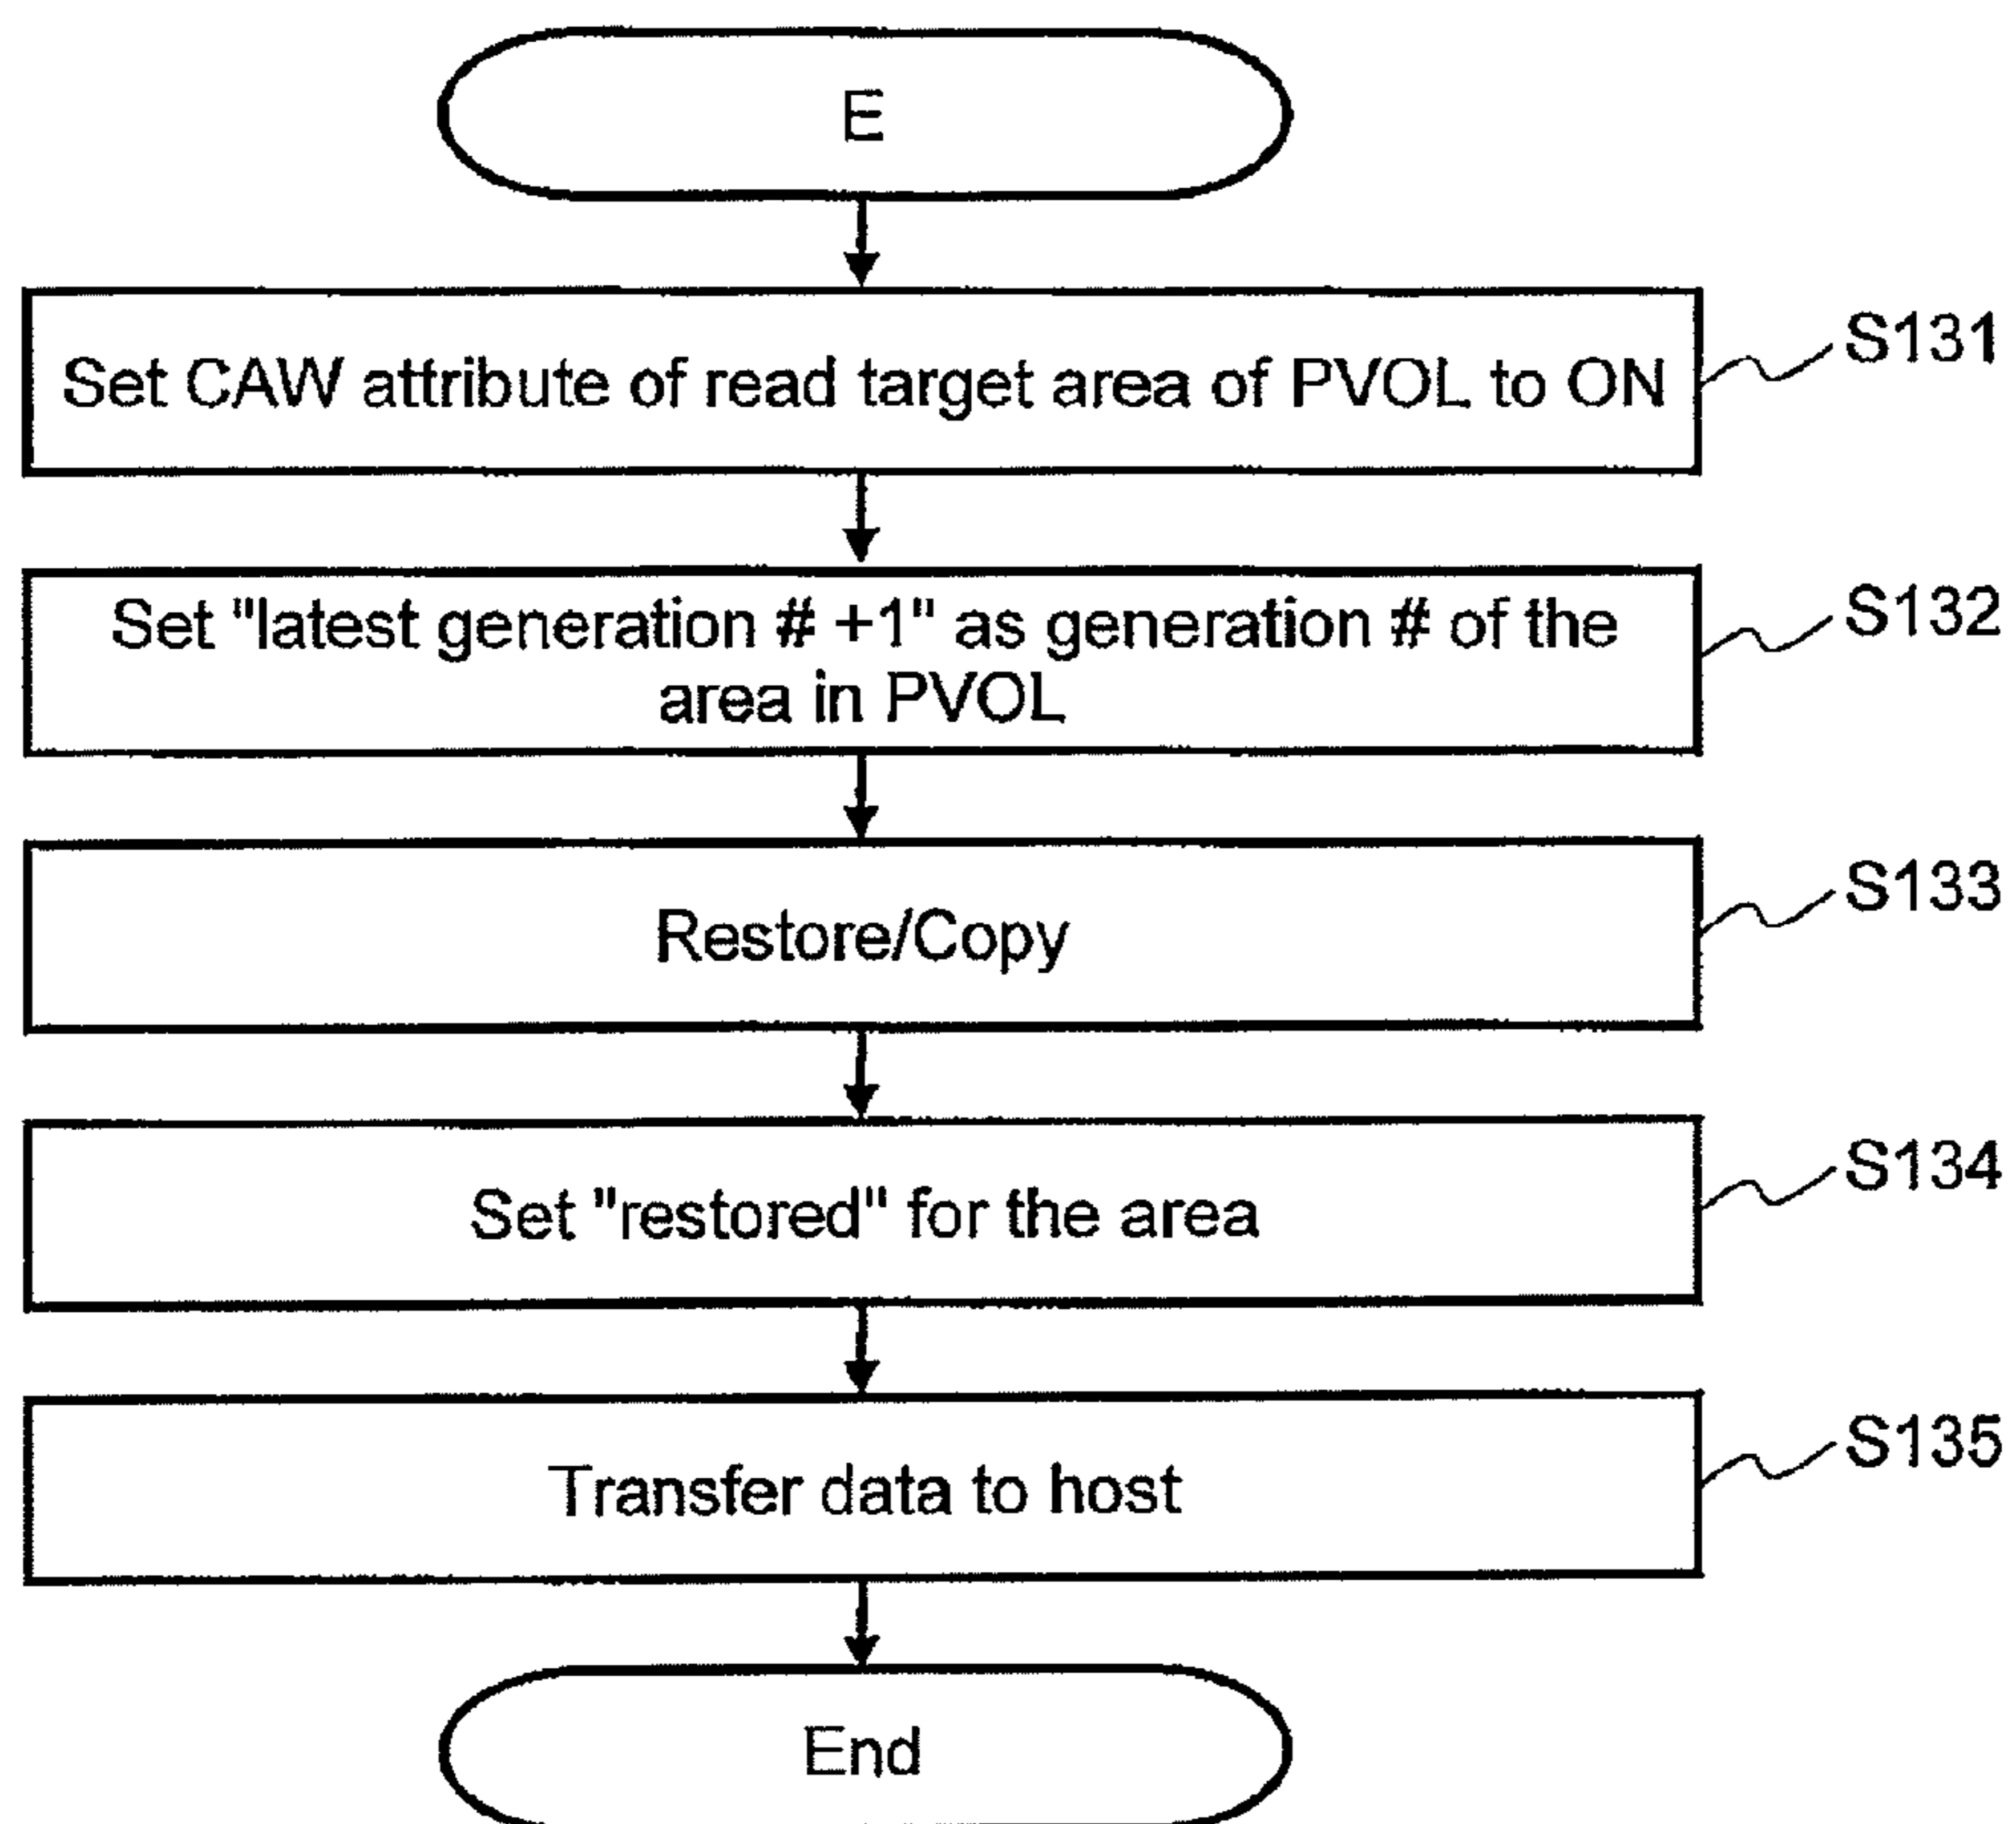 E
Set CAW attribute of read target area of PVOL to ON
S131
Set "latest generation # +1" as generation # of the
area in PVOL
S132
Restore/Copy
S133
Set "restored" for the area
S134
Transfer data to host
S135
End